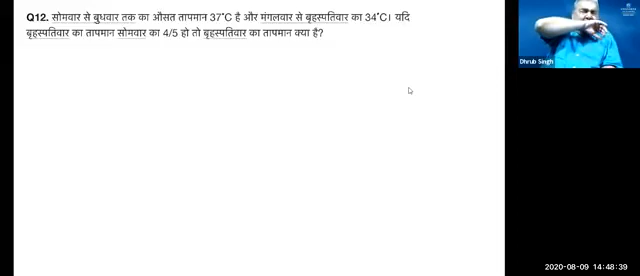 Q12. सोमवार से बुधवार तक का औसत तापमान 37°C है और मंगलवार से बृहस्पतिवार का 34°C। यदि
बृहस्पतिवार का तापमान सोमवार का 4/5 हो तो बृहस्पतिवार का तापमान क्या है?
Dhrub Singh
2020-08-09 14:48:39